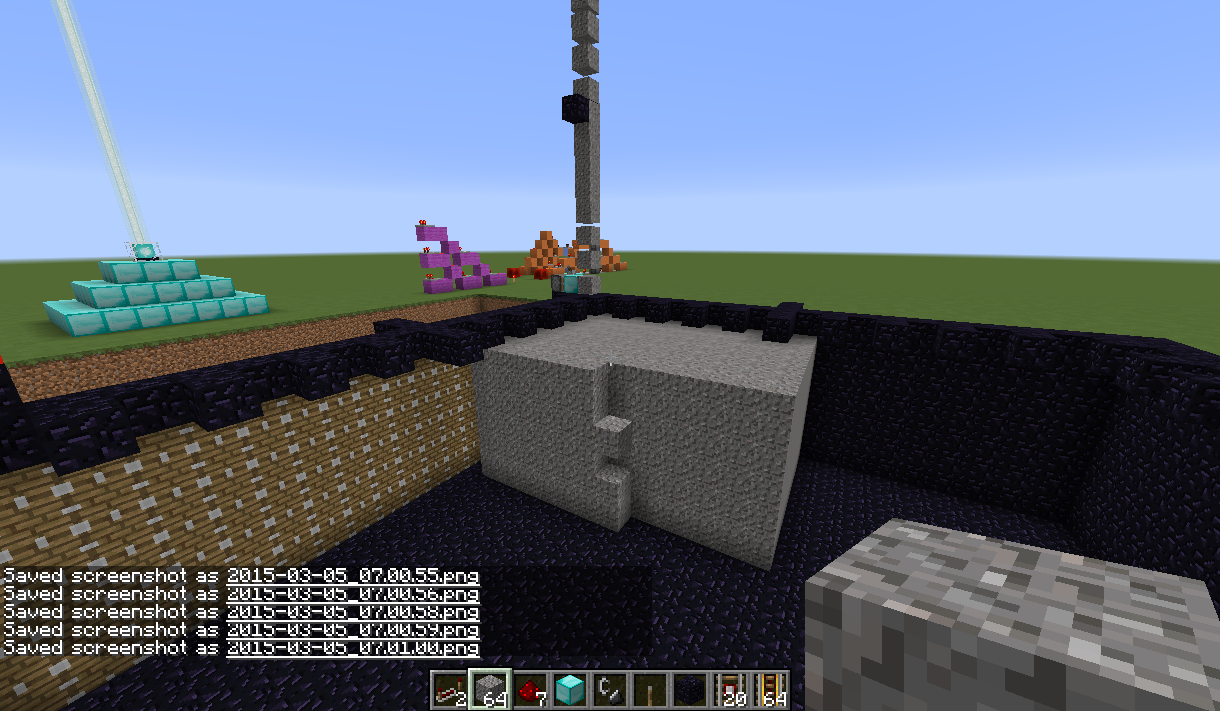 Saved screenshot as 2015-03-05_07.00.55.png
Saved screenshot as 2015-03-05_07.00.56.png
Saved screenshot as 2015-03-05_07.00.58.png
Saved screenshot as 2015-03-05_07.00.59.png
Saved screenshot as 2015-03-05_07.01.00.png
2 64 7 20 64